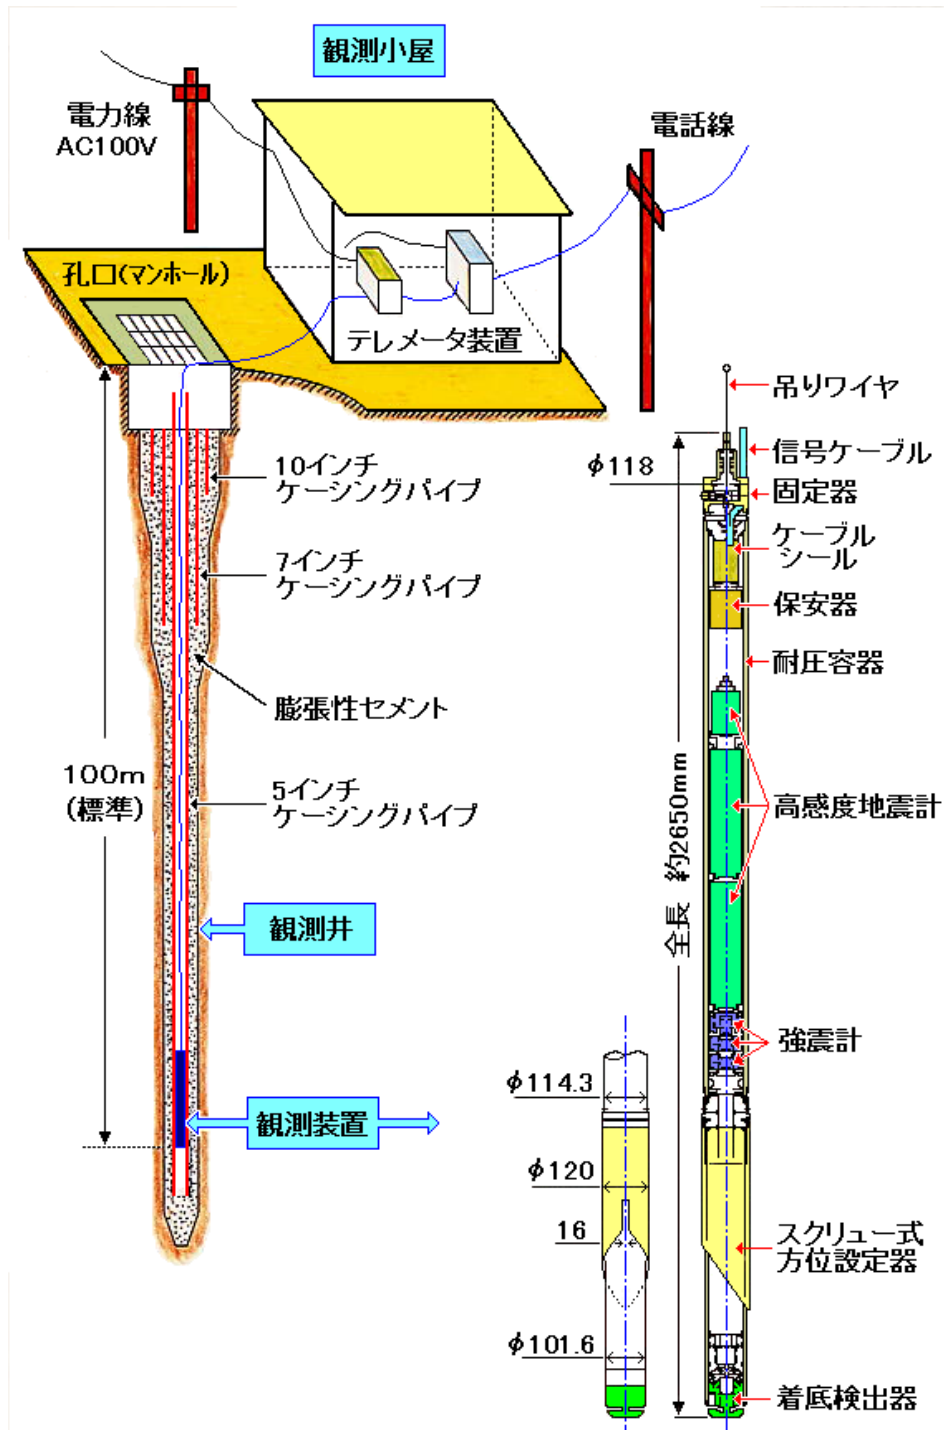 観測小屋
電力線
AC100V
電話線
孔口(マンホール)
テレメータ装置
吊りワイヤ
信号ケーブル
φ118
固定器
10インチ
ケーシングパイプ
ケーブル
シール
7インチ
ケーシングパイプ
保安器
耐圧容器
膨張性セメント
100m
(標準)
5インチ
ケーシングパイプ
全長 約2650mm
高感度地震計
観測井
強震計
φ114.3
観測装置
φ120
16
スクリュー式
方位設定器
φ101.6
着底検出器